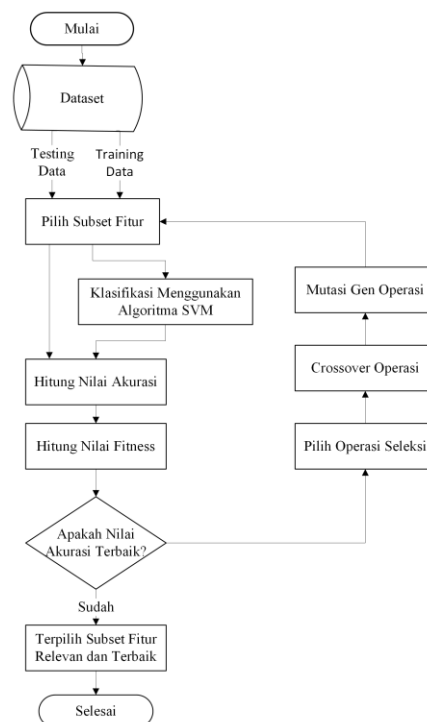 Mulai
Dataset
Testing
Data
Training
Data
Pilih Subset Fitur
Klasifikasi Menggunakan
Algoritma SVM
Mutasi Gen Operasi
Hitung Nilai Akurasi
Crossover Operasi
Hitung Nilai Fitness
Pilih Operasi Seleksi
Apakah Nilai
Akurasi Terbaik?
Sudah
Terpilih Subset Fitur
Relevan dan Terbaik
Selesai